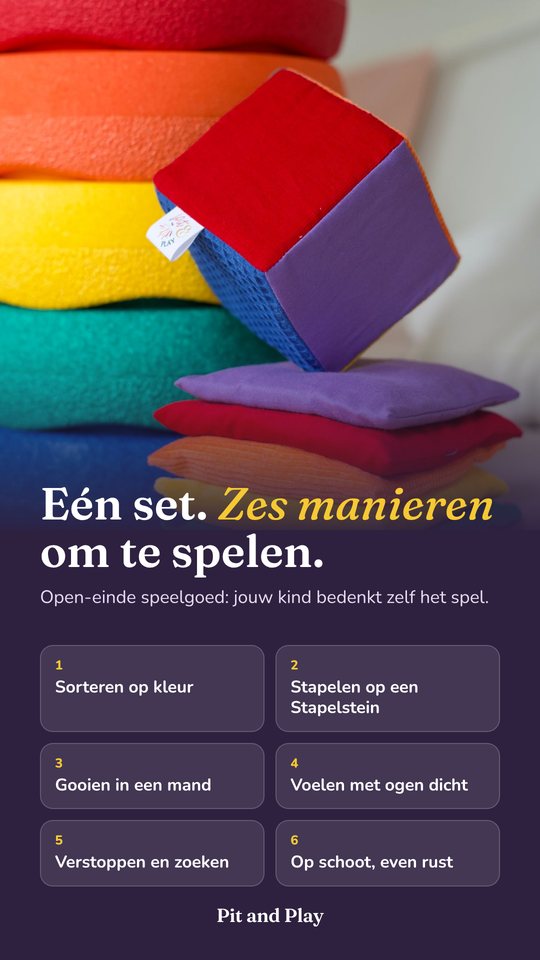 PLAY
Eén set. Zes manieren
om te spelen.
Open-einde speelgoed: jouw kind bedenkt zelf het spel.
1
Sorteren op kleur
2
Stapelen op een
Stapelstein
3
Gooien in een mand
4
Voelen met ogen dicht
5
Verstoppen en zoeken
6
Op schoot, even rust
Pit and Play